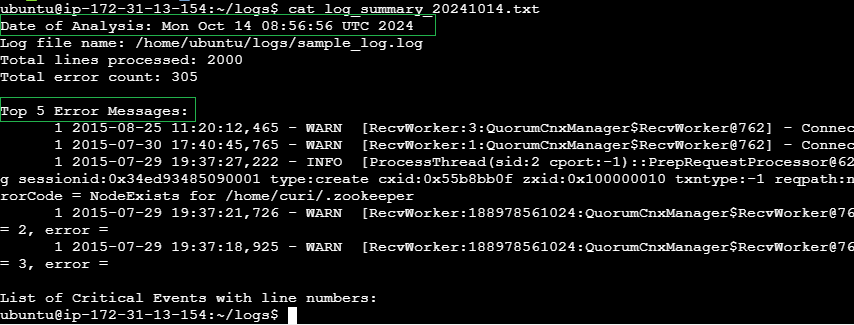 ubuntu@ip-172-31-13-154:~/logs$ cat log_summary_20241014.txt
Date of Analysis: Mon Oct 14 08:56:56 UTC 2024
Log file name: /home/ubuntu/logs/sample_log.log
Total lines processed: 2000
Total error count: 305
Top 5 Error Messages:
1 2015-08-25 11:20:12,465 - WARN [RecvWorker:3:QuorumCnxManager$RecvWorker@762] - Connec
1 2015-07-30 17:40:45,765 - WARN [RecvWorker:1:QuorumCnxManager$RecvWorker@762] - Connec
1 2015-07-29 19:37:27,222 - INFO [ProcessThread(sid:2 cport:-1)::PrepRequestProcessor@62
g sessionid:0x34ed93485090001 type:create cxid:0x55b8bb0f zxid:0x100000010 txntype:-1 reqpath:n
rorCode = NodeExists for /home/curi/.zookeeper
1 2015-07-29 19:37:21,726 - WARN [RecvWorker:188978561024:QuorumCnxManager$RecvWorker@76
= 2, error =
1 2015-07-29 19:37:18,925 - WARN [RecvWorker:188978561024:QuorumCnxManager$RecvWorker@76
= 3, error =
List of Critical Events with line numbers:
ubuntu@ip-172-31-13-154:~/logs$